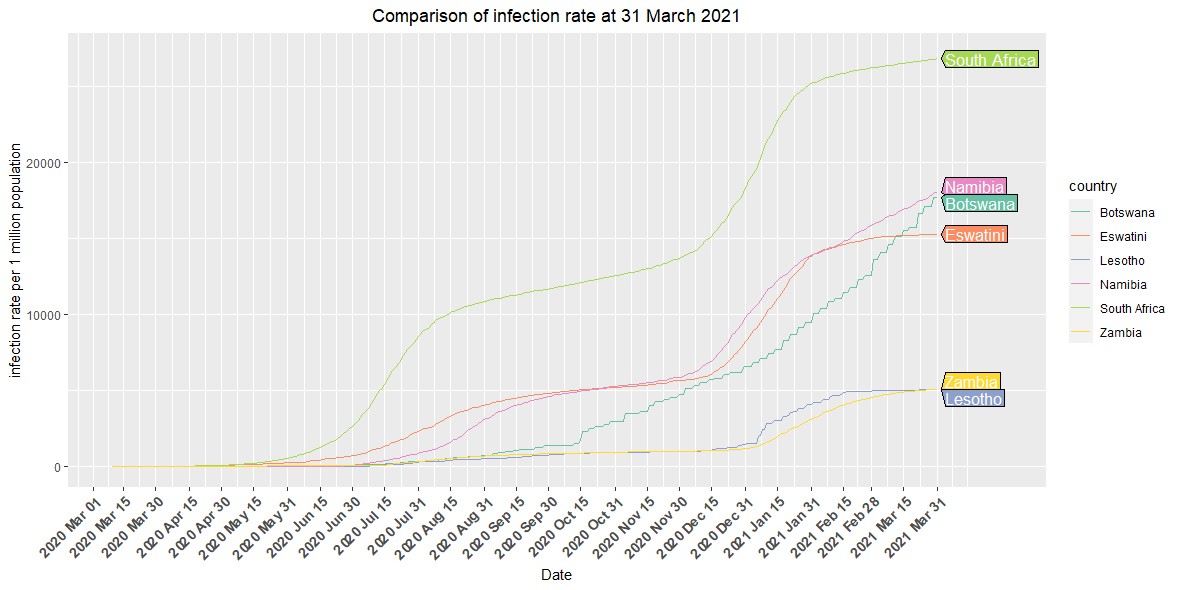 Comparison of infection rate at 31 March 2021
infection rate per 1 million population
20000
10000
0
South Africa
Namibia
Botswana
Eswatini
Zambia
Lesotho
country
Botswana
Eswatini
Lesotho
Namibia
South Africa
Zambia
2020 Mar 01
2020 Mar 15
2020 Mar 30
2020 Apr 15
2020 Apr 30
2020 May 15
2020 May 31
2020 Jun 15
2020 Jun 30
2020 Jul 15
2020 Jul 31
2020 Aug 15
2020 Aug 31
2020 Sep 15
2020 Sep 30
2020 Oct 15
2020 Oct 31
2020 Nov 15
2020 Nov 30
2020 Dec 15
2020 Dec 31
2021 Jan 15
2021 Jan 31
2021 Feb 15
2021 Feb 28
2021 Mar 15
2021 Mar 31
Date